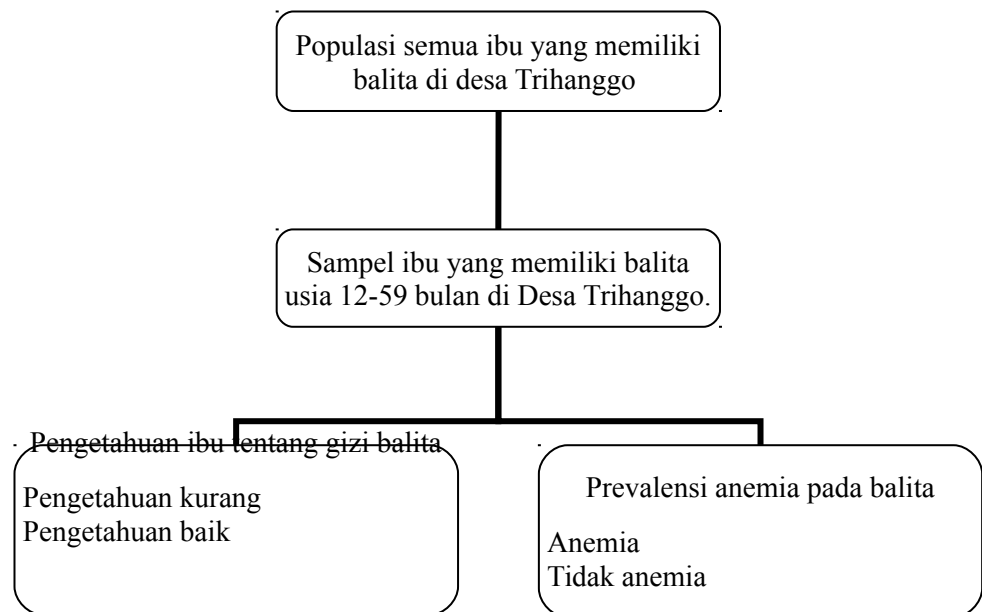 Populasi semua ibu yang memiliki
balita di desa Trihanggo
Sampel ibu yang memiliki balita
usia 12-59 bulan di Desa Trihanggo.
Pengetahuan ibu tentang gizi balita
Pengetahuan kurang
Pengetahuan baik
Prevalensi anemia pada balita
Anemia
Tidak anemia